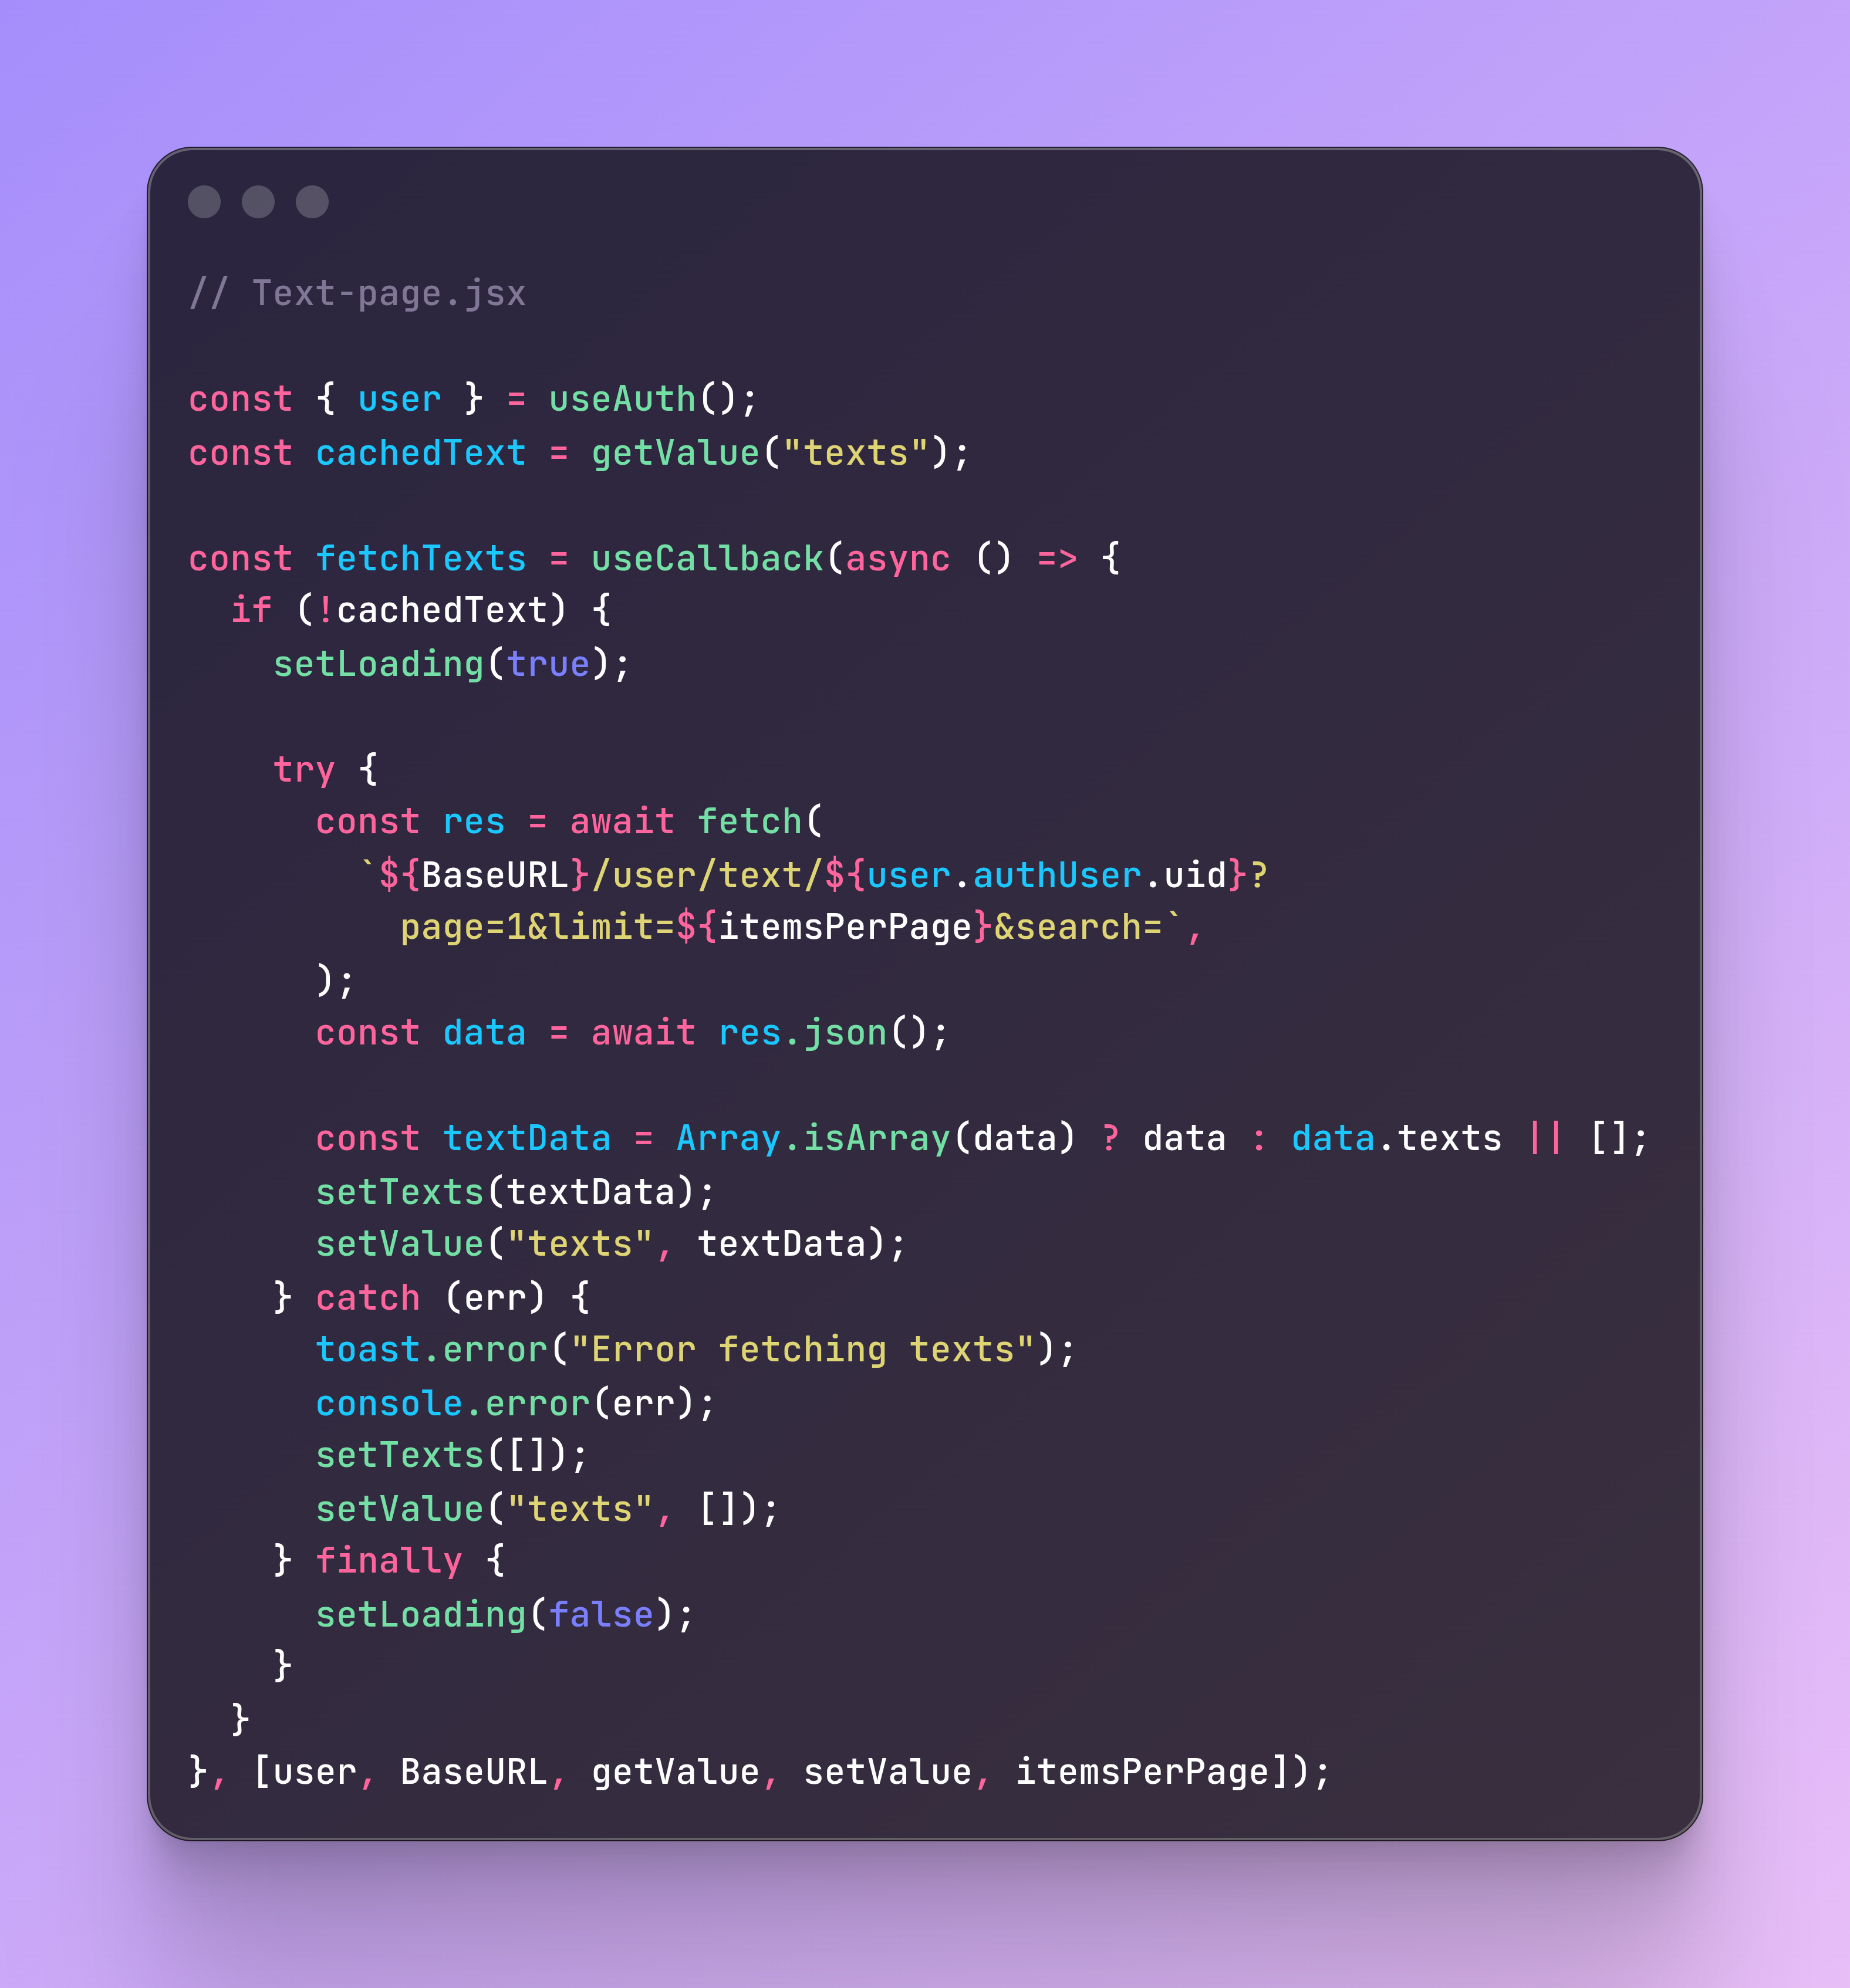 // Text-page.jsx

const { user } = useAuth();
const cachedText = getValue("texts");

const fetchTexts = useCallback(async () => {
  if (!cachedText) {
    setLoading(true);

    try {
      const res = await fetch(
        `${BaseURL}/user/text/${user.authUser.uid}?
          page=1&limit=${itemsPerPage}&search=`,
      );
      const data = await res.json();

      const textData = Array.isArray(data) ? data : data.texts || [];
      setTexts(textData);
      setValue("texts", textData);
    } catch (err) {
      toast.error("Error fetching texts");
      console.error(err);
      setTexts([]);
      setValue("texts", []);
    } finally {
      setLoading(false);
    }
  }
}, [user, BaseURL, getValue, setValue, itemsPerPage]);